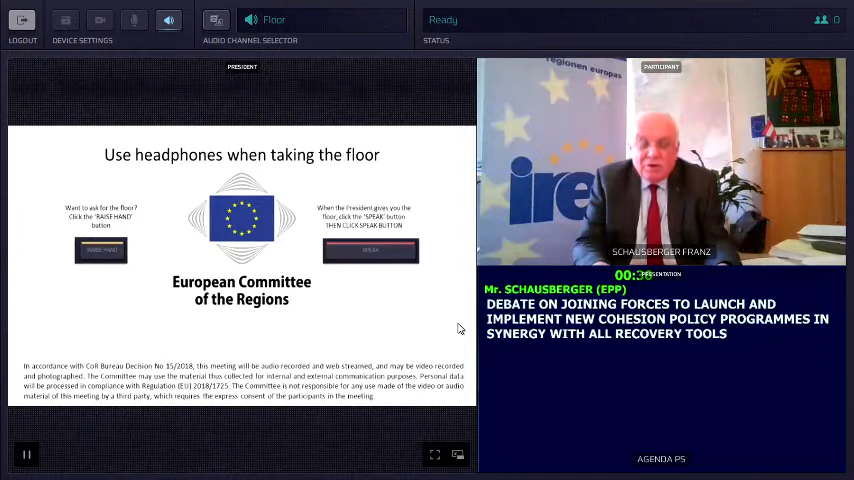 LOGOUT
DEVICE SETTINGS
Floor
AUDIO CHANNEL SELECTOR
Ready
0
STATUS
PRESIDENT
Use headphones when taking the floor
Want to ask for the floor?
Click the 'RAISE HAND'
button
RAISE HAND
When the President gives you the
floor, click the 'SPEAK' button
THEN CLICK SPEAK BUTTON
SPEAK
European Committee
of the Regions
In accordance with CoR Bureau Decision No 15/2018, this meeting will be audio recorded and web-streamed, and may be video recorded
and photographed. The Committee may use the material thus collected for internal and external communication purposes. Personal data
will be processed in compliance with Regulation (EU) 2018/1725. The Committee is not responsible for any use made of the video or audio
material of this meeting by a third party, which requires the express consent of the participants in the meeting.
PARTICIPANT
regionen europas
ire
SCHAUSBERGER FRANZ
PRESENTATION
Mr. SCHAUSBERGER (EPP)
DEBATE ON JOINING FORCES TO LAUNCH AND
IMPLEMENT NEW COHESION POLICY PROGRAMMES IN
SYNERGY WITH ALL RECOVERY TOOLS
AGENDA PS